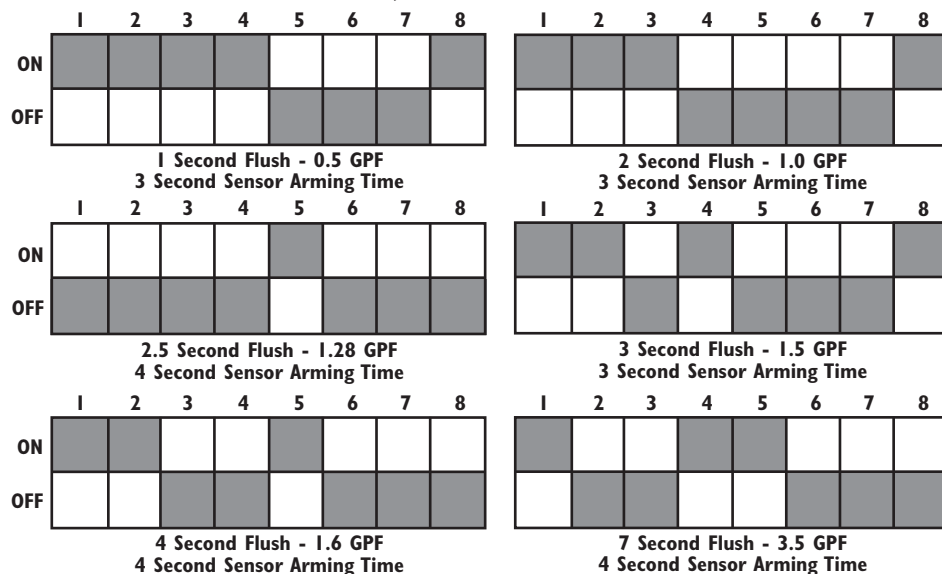 1 2 3 4 5 6 7 8
ON
OFF
1 Second Flush - 0.5 GPF
3 Second Sensor Arming Time
1 2 3 4 5 6 7 8
2 Second Flush - 1.0 GPF
3 Second Sensor Arming Time
1 2 3 4 5 6 7 8
ON
OFF
2.5 Second Flush - 1.28 GPF
4 Second Sensor Arming Time
1 2 3 4 5 6 7 8
3 Second Flush - 1.5 GPF
3 Second Sensor Arming Time
1 2 3 4 5 6 7 8
ON
OFF
4 Second Flush - 1.6 GPF
4 Second Sensor Arming Time
1 2 3 4 5 6 7 8
7 Second Flush - 3.5 GPF
4 Second Sensor Arming Time